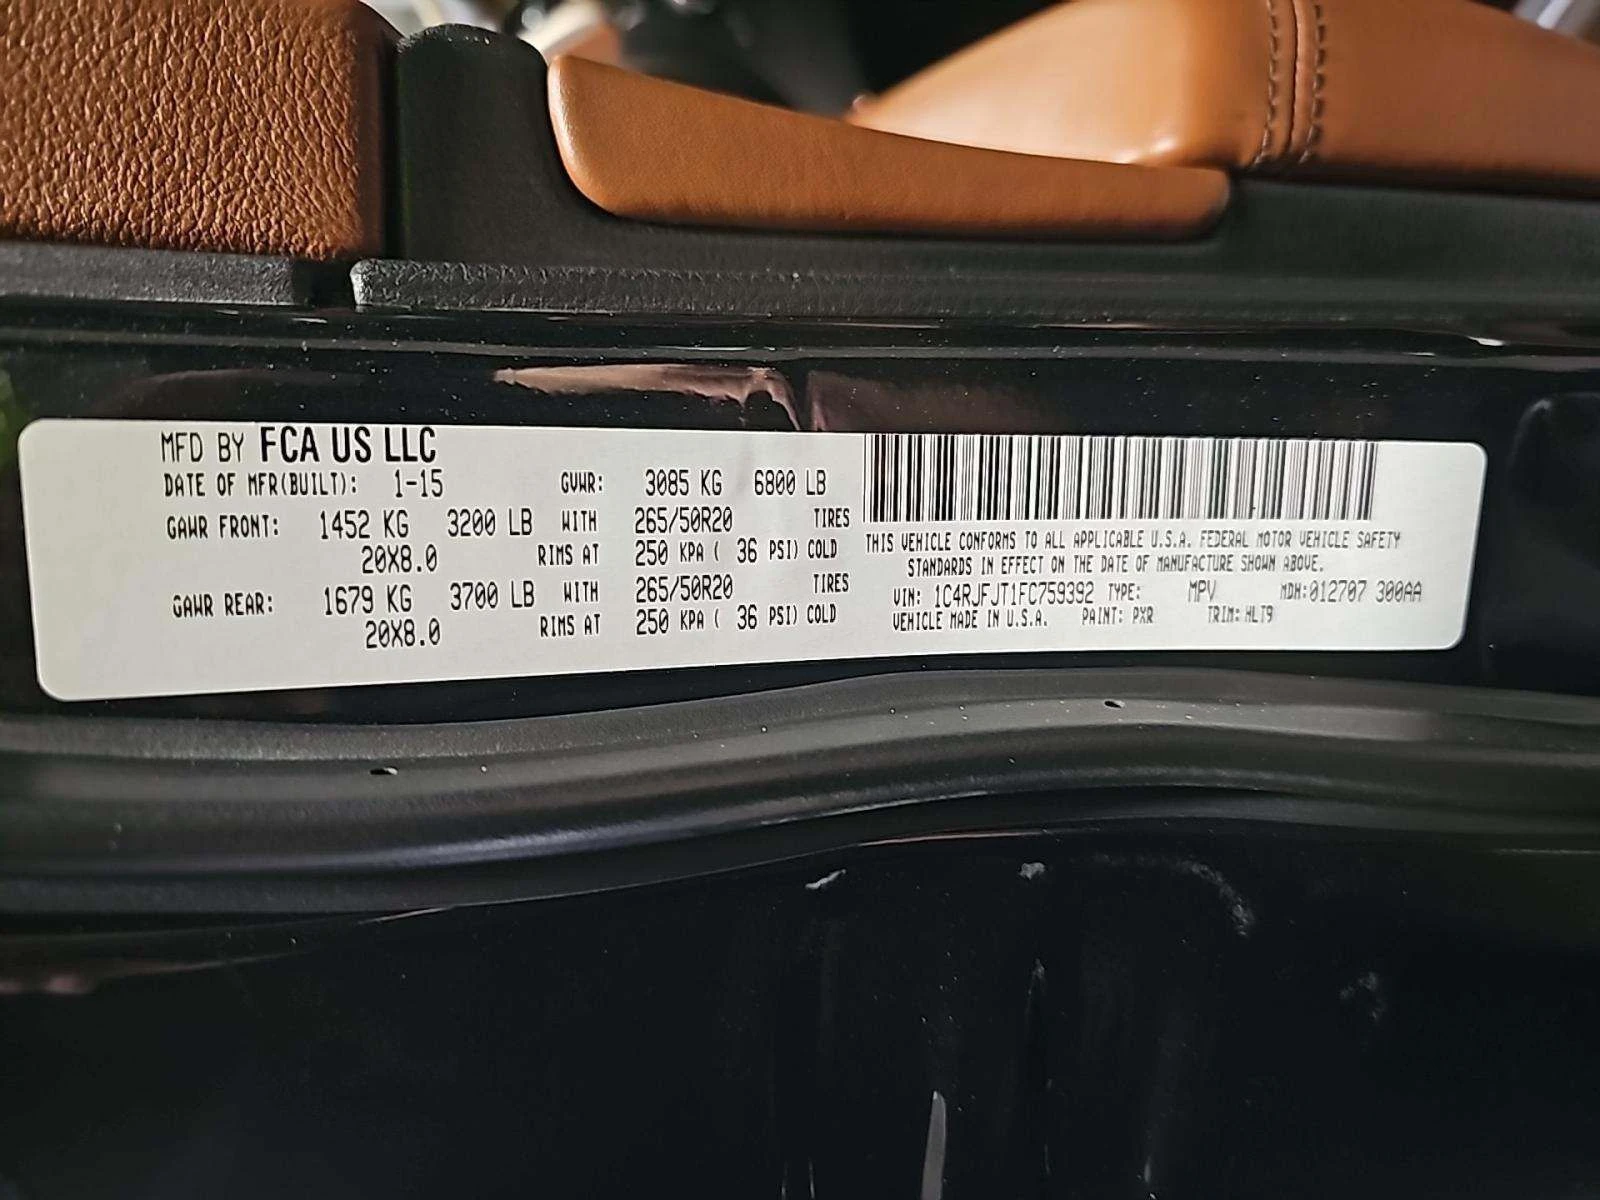 MFD BY FCA US LLC
DATE OF MFR(BUILT): 1-15 GVWR: 3085 KG 6800 LB
GAWR FRONT: 1452 KG 3200 LB WITH 265/50R20 TIRES
20X8.0 RIMS AT 250 KPA ( 36 PSI) COLD
GAWR REAR: 1679 KG 3700 LB WITH 265/50R20 TIRES
20X8.0 RIMS AT 250 KPA ( 36 PSI) COLD
THIS VEHICLE CONFORMS TO ALL APPLICABLE U.S.A. FEDERAL MOTOR VEHICLE SAFETY
STANDARDS IN EFFECT ON THE DATE OF MANUFACTURE SHOWN ABOVE.
VIN: 1C4RJFJT1FC759392 TYPE: MPV MDH:012707 300AA
VEHICLE MADE IN U.S.A. PAINT: PXR TRIM: HLT9